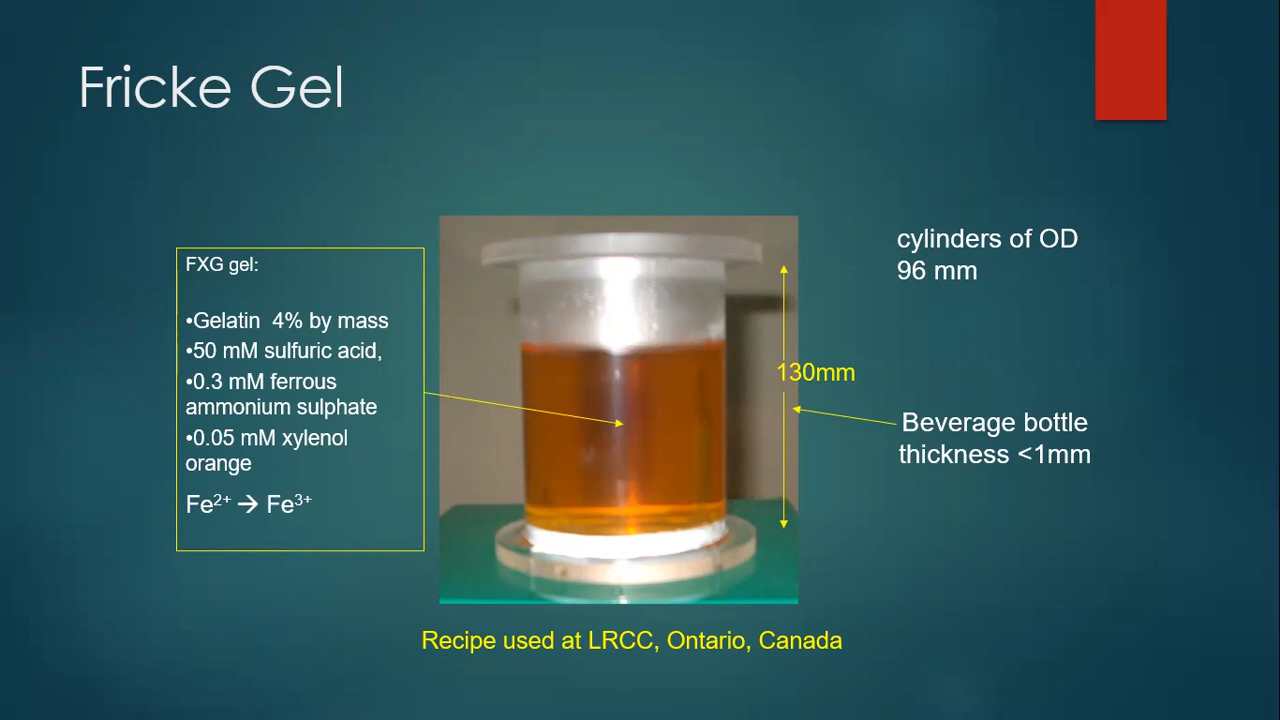 Fricke Gel
FXG gel:
•Gelatin  4% by mass
•50 mM sulfuric acid,
•0.3 mM ferrous
ammonium sulphate
•0.05 mM xylenol
orange
Fe²⁺ → Fe³⁺
130mm
cylinders of OD
96 mm
Beverage bottle
thickness <1mm
Recipe used at LRCC, Ontario, Canada